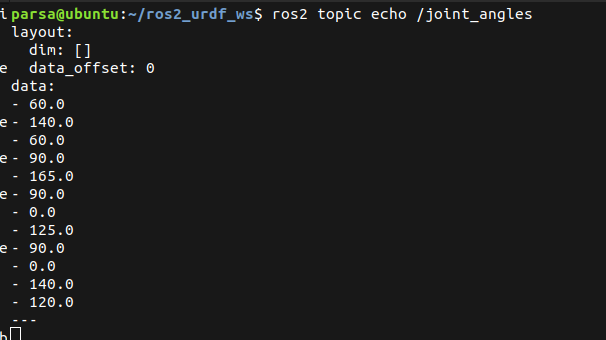 i parsa@ubuntu:~/ros2_urdf_ws$ ros2 topic echo /joint_angles
layout:
  dim: []
e   data_offset: 0
data:
- 60.0
e - 140.0
- 60.0
e - 90.0
- 165.0
e - 90.0
- 0.0
- 125.0
e - 90.0
- 0.0
- 140.0
- 120.0
---
b